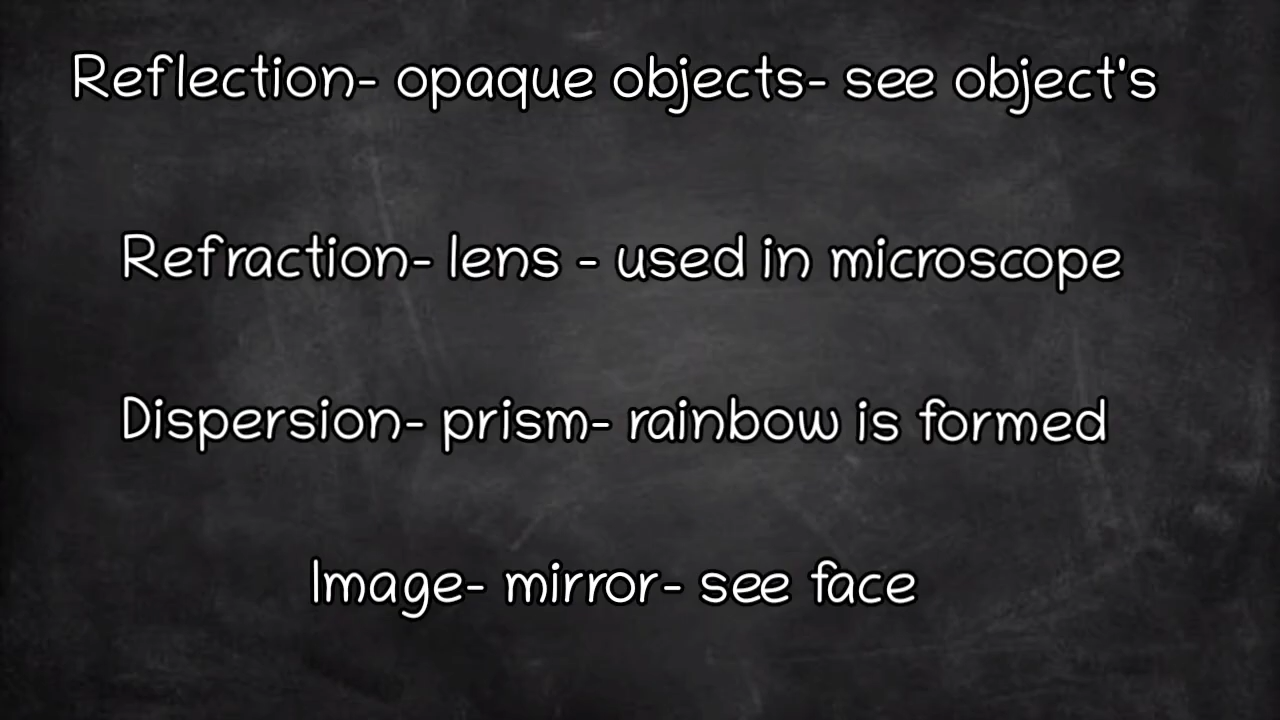 Reflection- opaque objects- see object's
Refraction- lens - used in microscope
Dispersion- prism- rainbow is formed
Image- mirror- see face